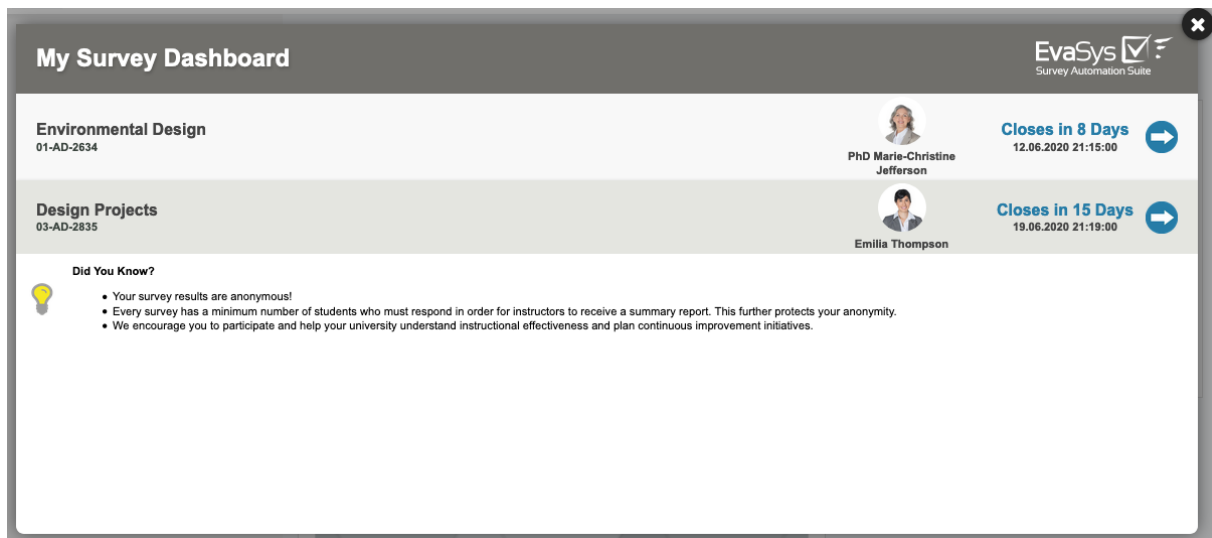 My Survey Dashboard
EvaSys
Survey Automation Suite
Environmental Design
01-AD-2634
PhD Marie-Christine
Jefferson
Closes in 8 Days
12.06.2020 21:15:00
Design Projects
03-AD-2835
Emilia Thompson
Closes in 15 Days
19.06.2020 21:19:00
Did You Know?
• Your survey results are anonymous!
• Every survey has a minimum number of students who must respond in order for instructors to receive a summary report. This further protects your anonymity.
• We encourage you to participate and help your university understand instructional effectiveness and plan continuous improvement initiatives.